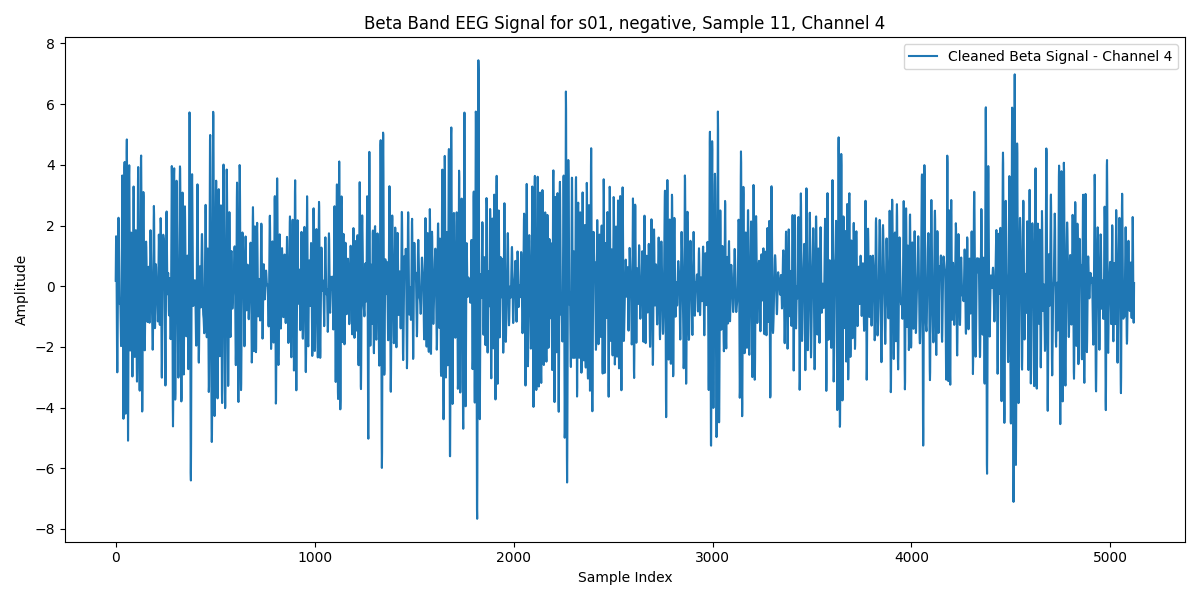 Beta Band EEG Signal for s01, negative, Sample 11, Channel 4
Cleaned Beta Signal - Channel 4
Amplitude
8
6
4
2
0
−2
−4
−6
−8
0 1000 2000 3000 4000 5000
Sample Index